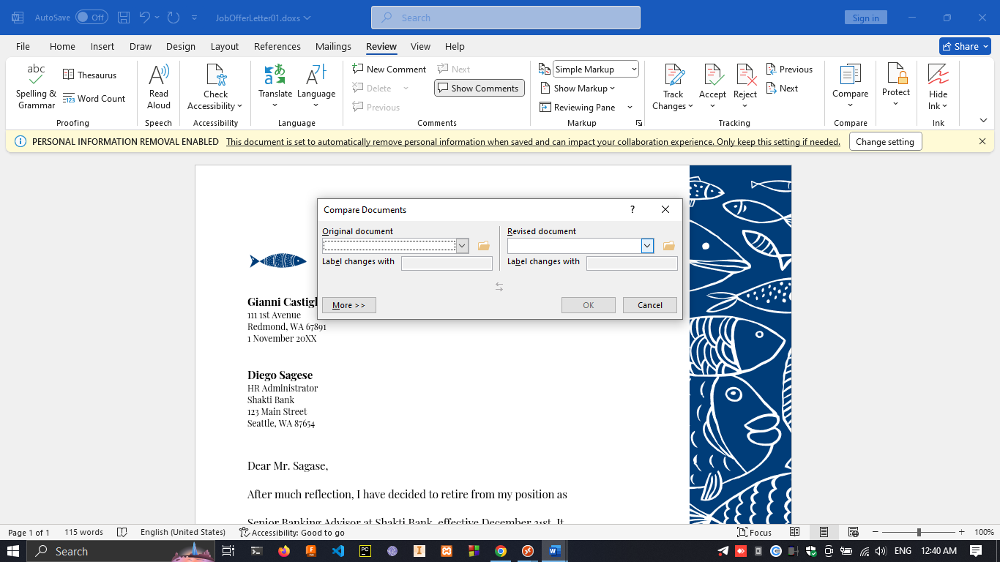 AutoSave Off JobOfferLetter01.doxs Search Sign in
File Home Insert Draw Design Layout References Mailings Review View Help Share
abc
Spelling &
Grammar
Thesaurus
Word Count
Proofing
Read
Aloud
Speech
Check
Accessibility
Accessibility
Translate
Language
Language
New Comment
Delete
Previous
Next
Show Comments
Comments
Simple Markup
Show Markup
Reviewing Pane
Markup
Track
Changes
Accept
Reject
Previous
Next
Tracking
Compare
Compare
Protect
Hide
Ink
Ink
PERSONAL INFORMATION REMOVAL ENABLED This document is set to automatically remove personal information when saved and can impact your collaboration experience. Only keep this setting if needed. Change setting
Compare Documents ?
Original document Revised document
Label changes with Label changes with
More >> OK Cancel
Gianni Castigl
111 1st Avenue
Redmond, WA 67891
1 November 20XX
Diego Sagese
HR Administrator
Shakti Bank
123 Main Street
Seattle, WA 87654
Dear Mr. Sagase,
After much reflection, I have decided to retire from my position as
Senior Banking Advisor at Shakti Bank, effective December 31st. It
Page 1 of 1 115 words English (United States) Accessibility: Good to go Focus 100%
Search ENG 12:40 AM